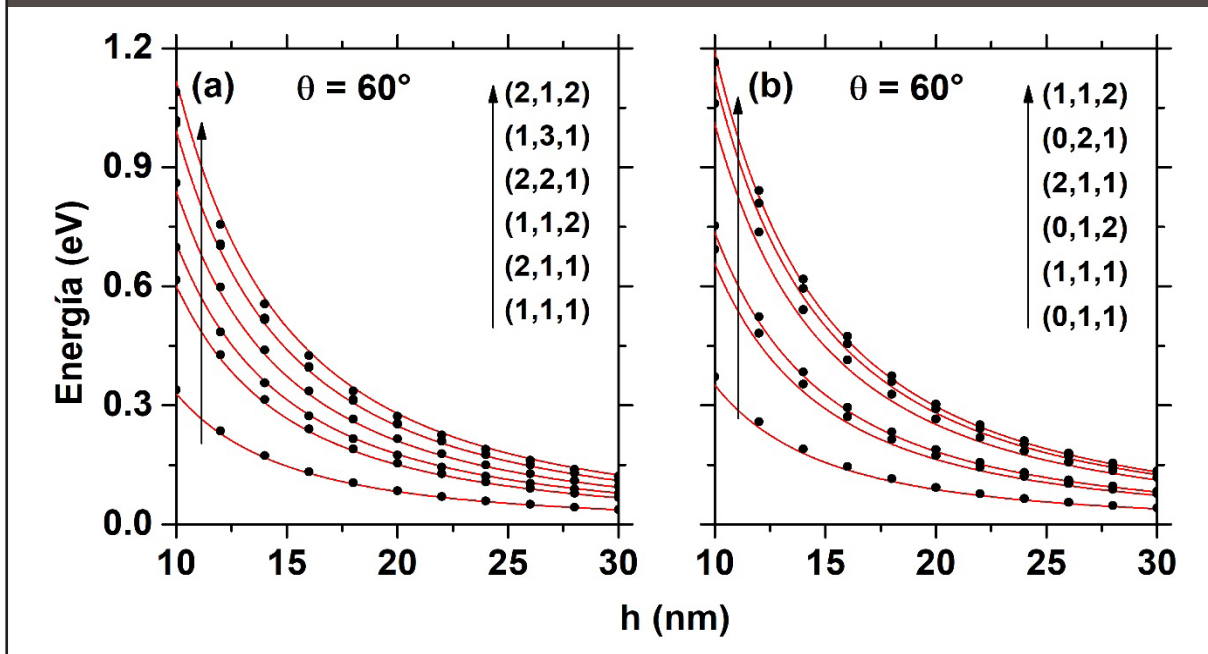 (a) θ = 60°
(2,1,2)
(1,3,1)
(2,2,1)
(1,1,2)
(2,1,1)
(1,1,1)
1.2
0.9
0.6
0.3
0.0
10 15 20 25 30
Energía (eV)
(b) θ = 60°
(1,1,2)
(0,2,1)
(2,1,1)
(0,1,2)
(1,1,1)
(0,1,1)
10 15 20 25 30
h (nm)